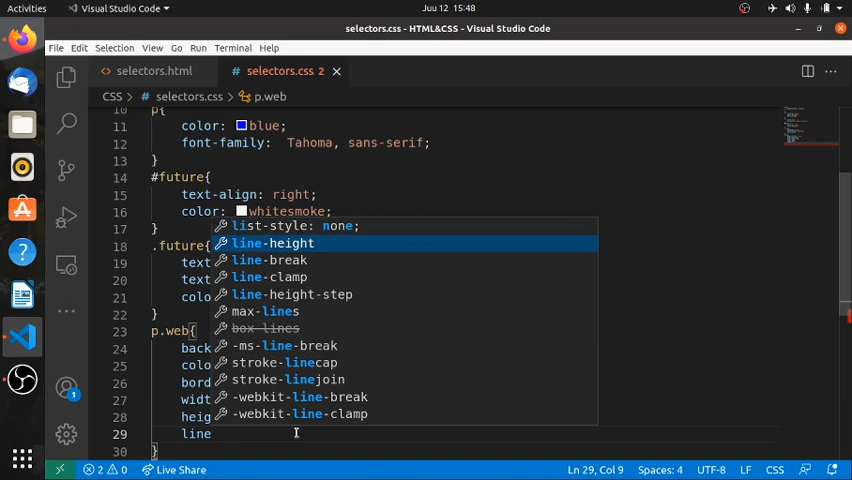 Activities
Visual Studio Code
Juu 12 15:48
selectors.css - HTML&CSS - Visual Studio Code
File Edit Selection View Go Run Terminal Help
selectors.html
selectors.css 2
CSS > selectors.css > p.web
10 p{
11 color: blue;
12 font-family: Tahoma, sans-serif;
13 }
14 #future{
15 text-align: right;
16 color: whitesmoke;
17 }
list-style: none;
18 .future{
line-height
19 text
line-break
20 text
line-clamp
21 colo
line-height-step
22 }
max-lines
23 p.web{
box-lines
24 back
-ms-line-break
25 colo
stroke-linecap
26 bord
stroke-linejoin
27 widt
-webkit-line-break
28 heig
-webkit-line-clamp
29 line
30 }
1
2 0
Live Share
Ln 29, Col 9
Spaces: 4
UTF-8
LF
CSS